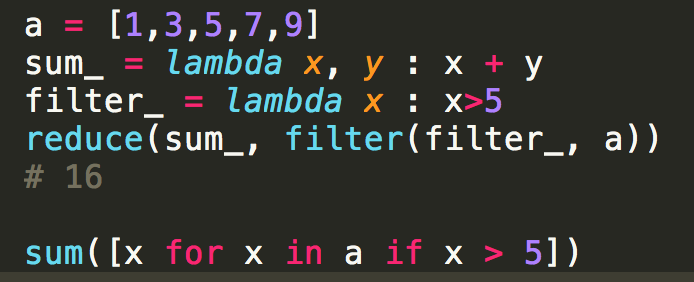 a = [1,3,5,7,9]
sum_ = lambda x, y : x + y
filter_ = lambda x : x>5
reduce(sum_, filter(filter_, a))
# 16
sum([x for x in a if x > 5])